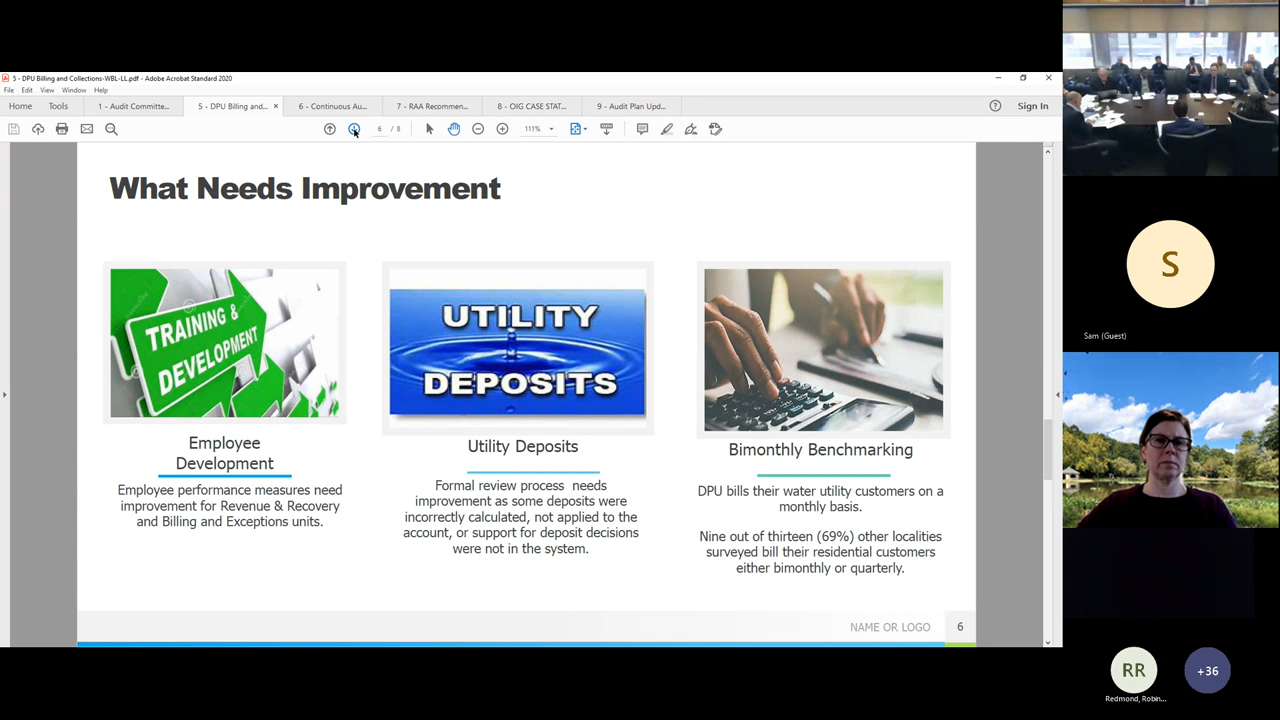 5 - DPU Billing and Collections-WBL-LL.pdf - Adobe Acrobat Standard 2020
File Edit View Window Help
Home Tools 1 - Audit Committe... 5 - DPU Billing and... × 6 - Continuous Au... 7 - RAA Recommen... 8 - OIG CASE STAT... 9 - Audit Plan Upd... Sign In
6 / 8 111%
What Needs Improvement
TRAINING &
DEVELOPMENT
Employee
Development
Employee performance measures need
improvement for Revenue & Recovery
and Billing and Exceptions units.
UTILITY
DEPOSITS
Utility Deposits
Formal review process needs
improvement as some deposits were
incorrectly calculated, not applied to the
account, or support for deposit decisions
were not in the system.
Bimonthly Benchmarking
DPU bills their water utility customers on a
monthly basis.
Nine out of thirteen (69%) other localities
surveyed bill their residential customers
either bimonthly or quarterly.
NAME OR LOGO 6
S
Sam (Guest)
RR
Redmond, Robin...
+36